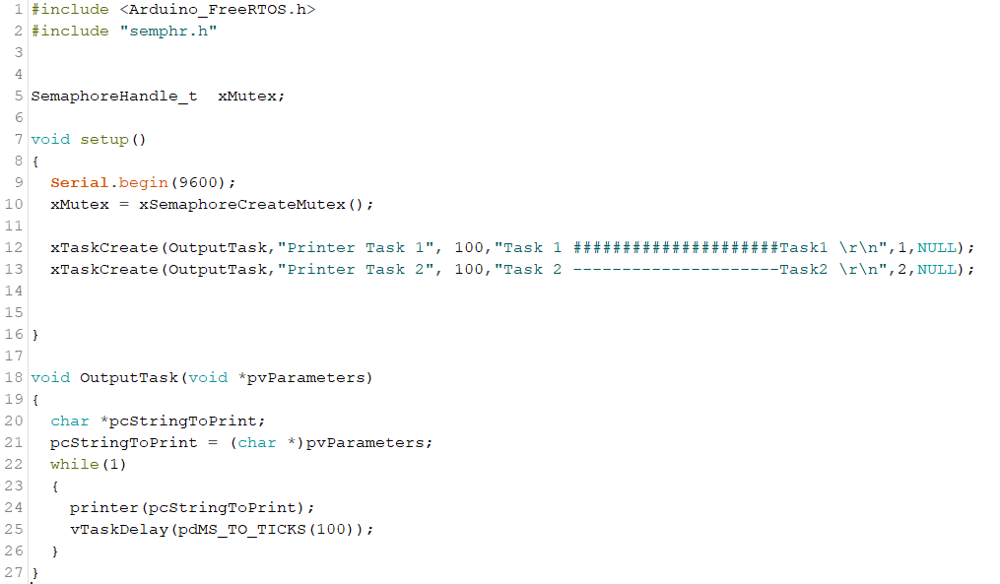 1 #include <Arduino_FreeRTOS.h>
2 #include "semphr.h"
3
4
5 SemaphoreHandle_t  xMutex;
6
7 void setup()
8 {
9   Serial.begin(9600);
10   xMutex = xSemaphoreCreateMutex();
11
12   xTaskCreate(OutputTask,"Printer Task 1", 100,"Task 1 #####################Task1 \r\n",1,NULL);
13   xTaskCreate(OutputTask,"Printer Task 2", 100,"Task 2 ---------------------Task2 \r\n",2,NULL);
14
15
16 }
17
18 void OutputTask(void *pvParameters)
19 {
20   char *pcStringToPrint;
21   pcStringToPrint = (char *)pvParameters;
22   while(1)
23   {
24     printer(pcStringToPrint);
25     vTaskDelay(pdMS_TO_TICKS(100));
26   }
27 }